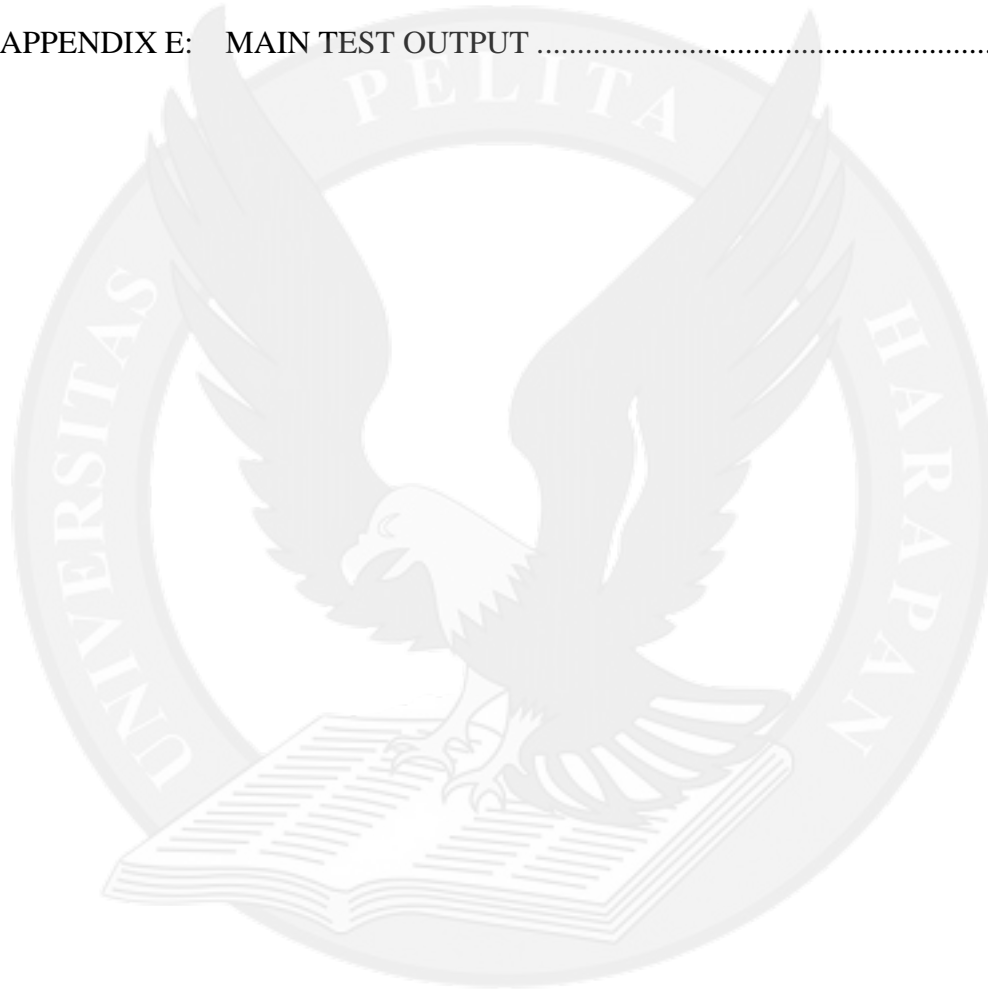 APPENDIX E: MAIN TEST OUTPUT ........................................................
PELITA
UNIVERSITAS
HARAPAN